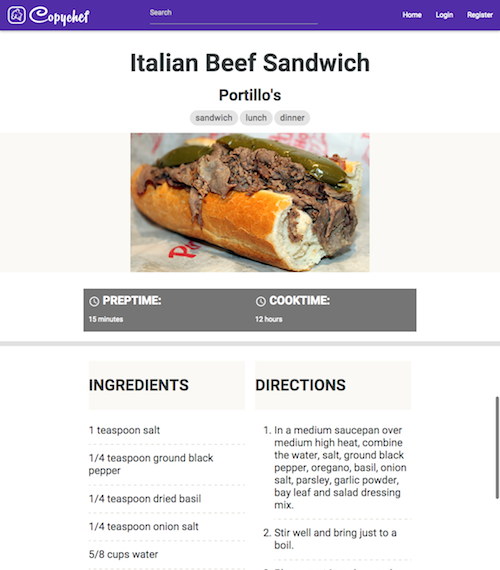 Copychef
Search
Home
Login
Register
Italian Beef Sandwich
Portillo's
sandwich
lunch
dinner
PREPTIME:
15 minutes
COOKTIME:
12 hours
INGREDIENTS
1 teaspoon salt
1/4 teaspoon ground black
pepper
1/4 teaspoon dried basil
1/4 teaspoon onion salt
5/8 cups water
DIRECTIONS
1. In a medium saucepan over
medium high heat, combine
the water, salt, ground black
pepper, oregano, basil, onion
salt, parsley, garlic powder,
bay leaf and salad dressing
mix.
2. Stir well and bring just to a
boil.